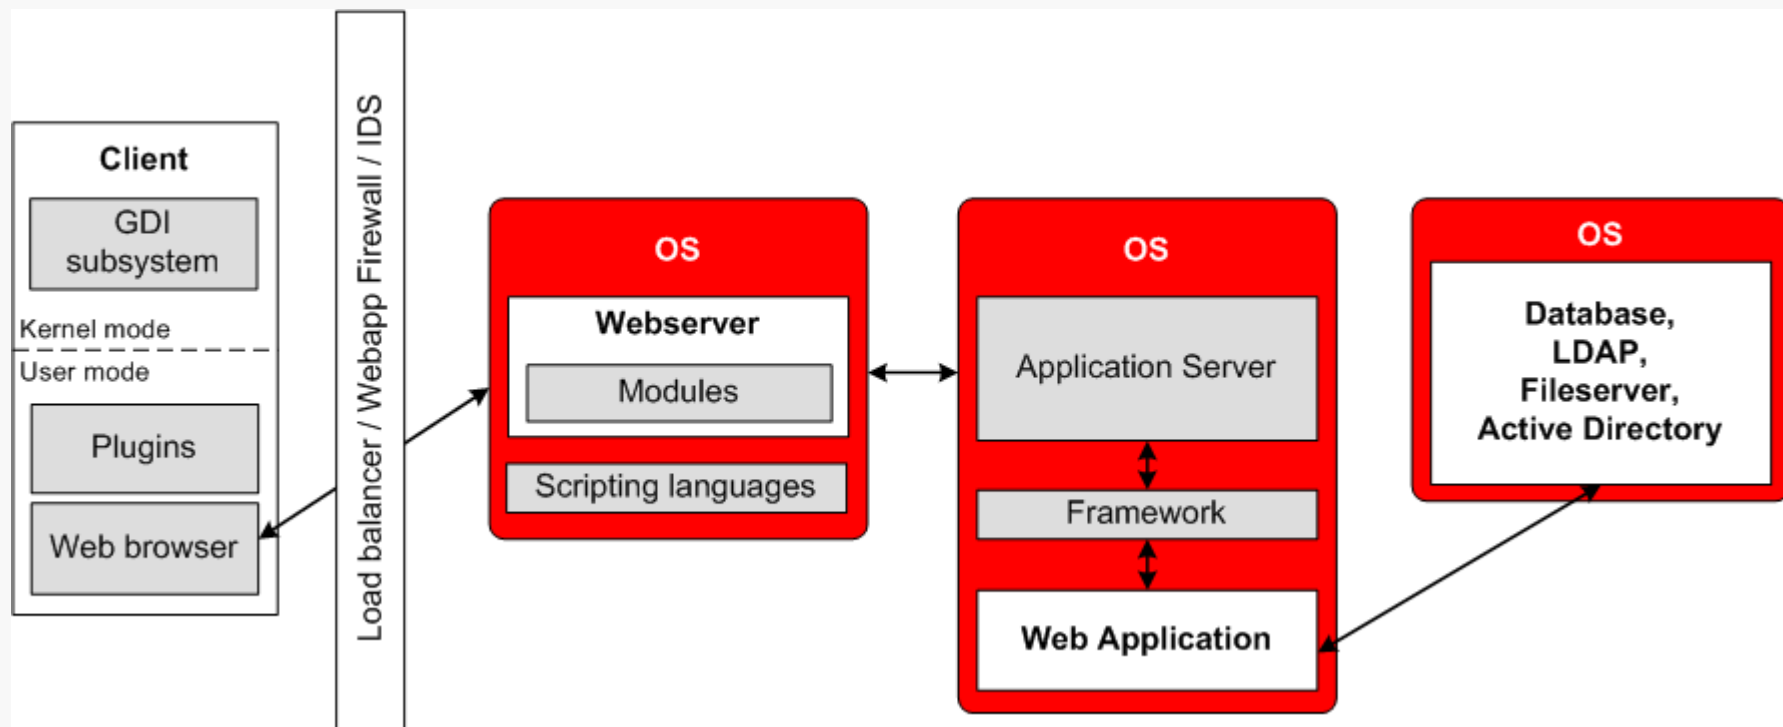 Client
GDI
subsystem
Kernel mode
User mode
Plugins
Web browser
Load balancer / Webapp Firewall / IDS
OS
Webserver
Modules
Scripting languages
OS
Application Server
Framework
Web Application
OS
Database,
LDAP,
Fileserver,
Active Directory